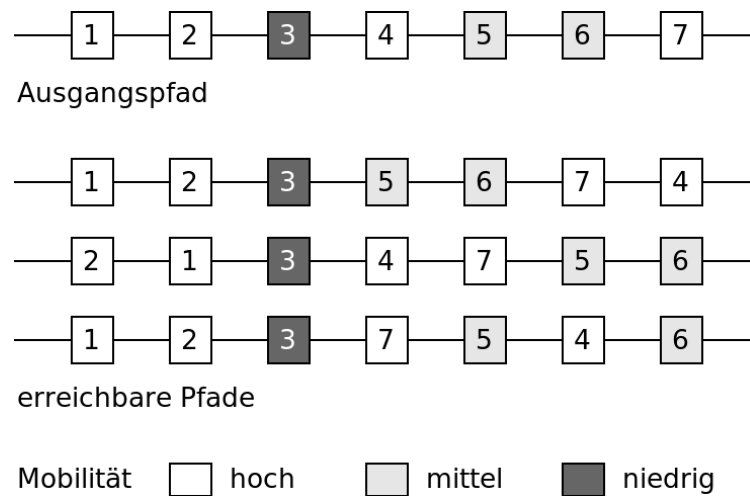 1 2 3 4 5 6 7
Ausgangspfad
1 2 3 5 6 7 4
2 1 3 4 7 5 6
1 2 3 7 5 4 6
erreichbare Pfade
Mobilität hoch mittel niedrig